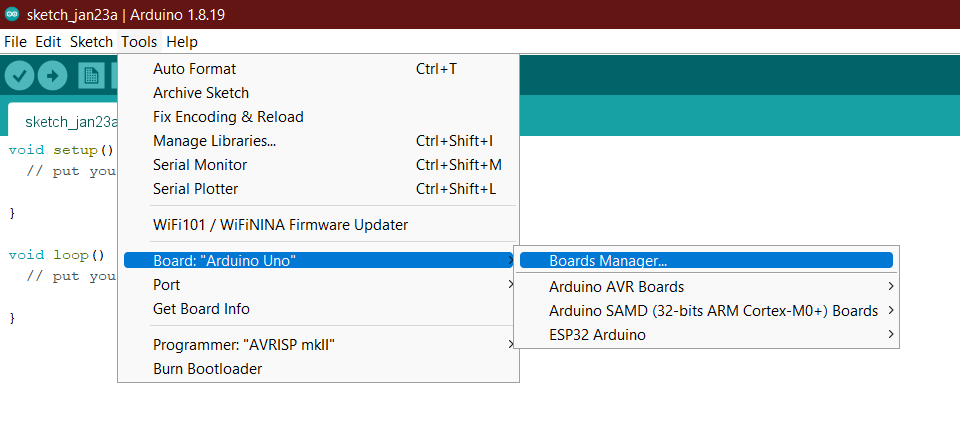 sketch_jan23a | Arduino 1.8.19
File Edit Sketch Tools Help
Auto Format Ctrl+T
Archive Sketch
Fix Encoding & Reload
Manage Libraries... Ctrl+Shift+I
Serial Monitor Ctrl+Shift+M
Serial Plotter Ctrl+Shift+L
WiFi101 / WiFiNINA Firmware Updater
Board: "Arduino Uno"
Port
Get Board Info
Programmer: "AVRISP mkII"
Burn Bootloader
Boards Manager...
Arduino AVR Boards
Arduino SAMD (32-bits ARM Cortex-M0+) Boards
ESP32 Arduino
sketch_jan23a
void setup()
// put you
}
void loop()
// put you
}